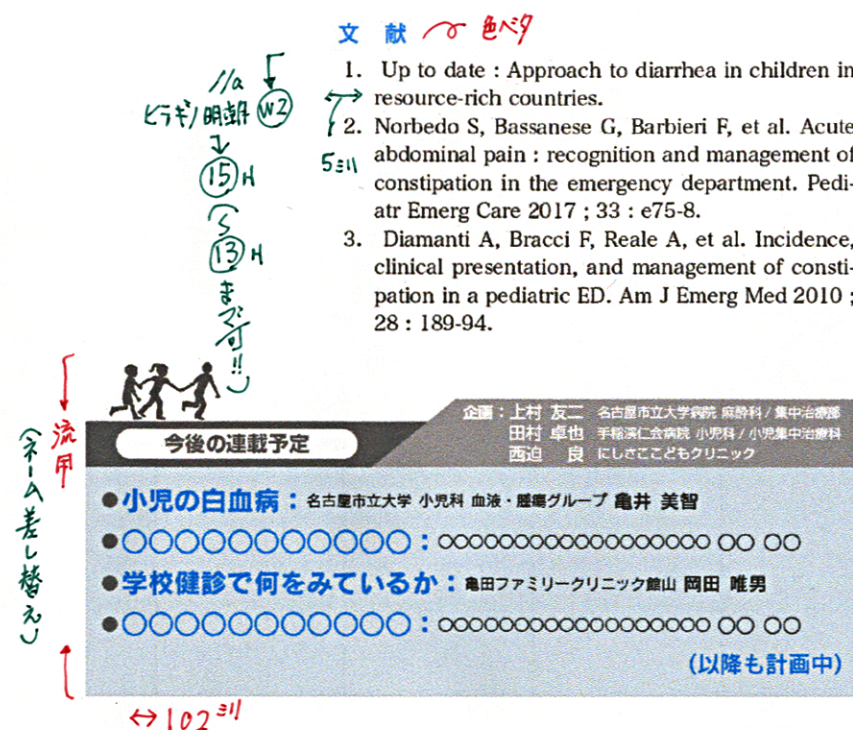 文 献
色ベタ
1. Up to date : Approach to diarrhea in children in
resource-rich countries.
2. Norbedo S, Bassanese G, Barbieri F, et al. Acute
abdominal pain : recognition and management of
constipation in the emergency department. Pedi-
atr Emerg Care 2017 ; 33 : e75-8.
3. Diamanti A, Bracci F, Reale A, et al. Incidence,
clinical presentation, and management of consti-
pation in a pediatric ED. Am J Emerg Med 2010 ;
28 : 189-94.
//a
ヒラギノ明朝 W2
5ミリ
15H
13H
まで可!!
流用
(ネーム差し替え)
企画：上村 友二 名古屋市立大学病院 麻酔科/集中治療部
田村 卓也 手稲渓仁会病院 小児科/小児集中治療科
西迫 良 にしさここどもクリニック
今後の連載予定
●小児の白血病：名古屋市立大学 小児科 血液・腫瘍グループ 亀井 美智
●○○○○○○○○○○○○：○○○○○○○○○○○○○○○○○○ ○○ ○○
●学校健診で何をみているか：亀田ファミリークリニック館山 岡田 唯男
●○○○○○○○○○○○○：○○○○○○○○○○○○○○○○○○ ○○ ○○
(以降も計画中)
↔102ミリ